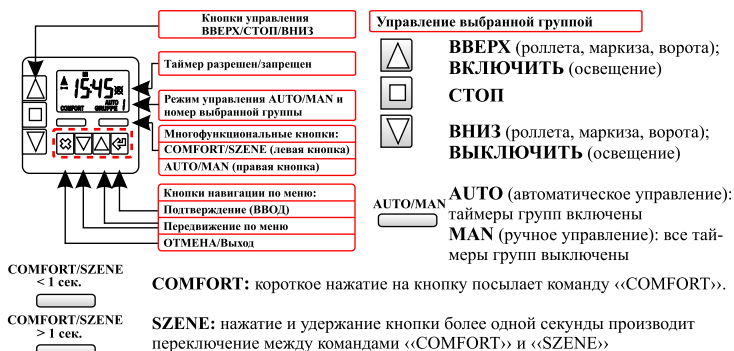 Кнопки управления
ВВЕРХ/СТОП/ВНИЗ
Таймер разрешен/запрещен
Режим управления AUTO/MAN и
номер выбранной группы
Многофункциональные кнопки:
COMFORT/SZENE (левая кнопка)
AUTO/MAN (правая кнопка)
Кнопки навигации по меню:
Подтверждение (ВВОД)
Передвижение по меню
ОТМЕНА/Выход
15:45
AUTO
COMFORT GRUPPE 1
Управление выбранной группой
ВВЕРХ (роллета, маркиза, ворота);
ВКЛЮЧИТЬ (освещение)
СТОП
ВНИЗ (роллета, маркиза, ворота);
ВЫКЛЮЧИТЬ (освещение)
AUTO/MAN
AUTO (автоматическое управление):
таймеры групп включены
MAN (ручное управление): все тай-
меры групп выключены
COMFORT/SZENE
< 1 сек.
COMFORT: короткое нажатие на кнопку посылает команду ‹‹COMFORT››.
COMFORT/SZENE
> 1 сек.
SZENE: нажатие и удержание кнопки более одной секунды производит
переключение между командами ‹‹COMFORT›› и ‹‹SZENE››